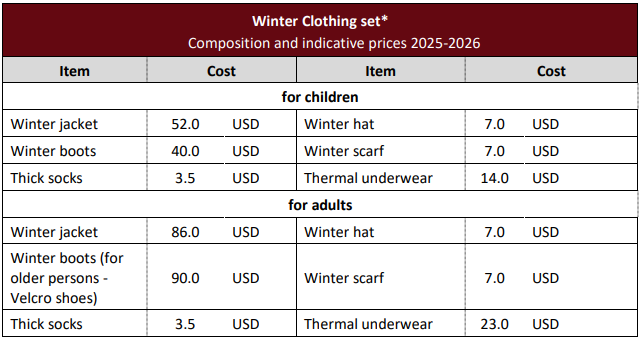 Winter Clothing set*
Composition and indicative prices 2025-2026
Item Cost Item Cost
for children
Winter jacket 52.0 USD Winter hat 7.0 USD
Winter boots 40.0 USD Winter scarf 7.0 USD
Thick socks 3.5 USD Thermal underwear 14.0 USD
for adults
Winter jacket 86.0 USD Winter hat 7.0 USD
Winter boots (for
older persons -
Velcro shoes) 90.0 USD Winter scarf 7.0 USD
Thick socks 3.5 USD Thermal underwear 23.0 USD